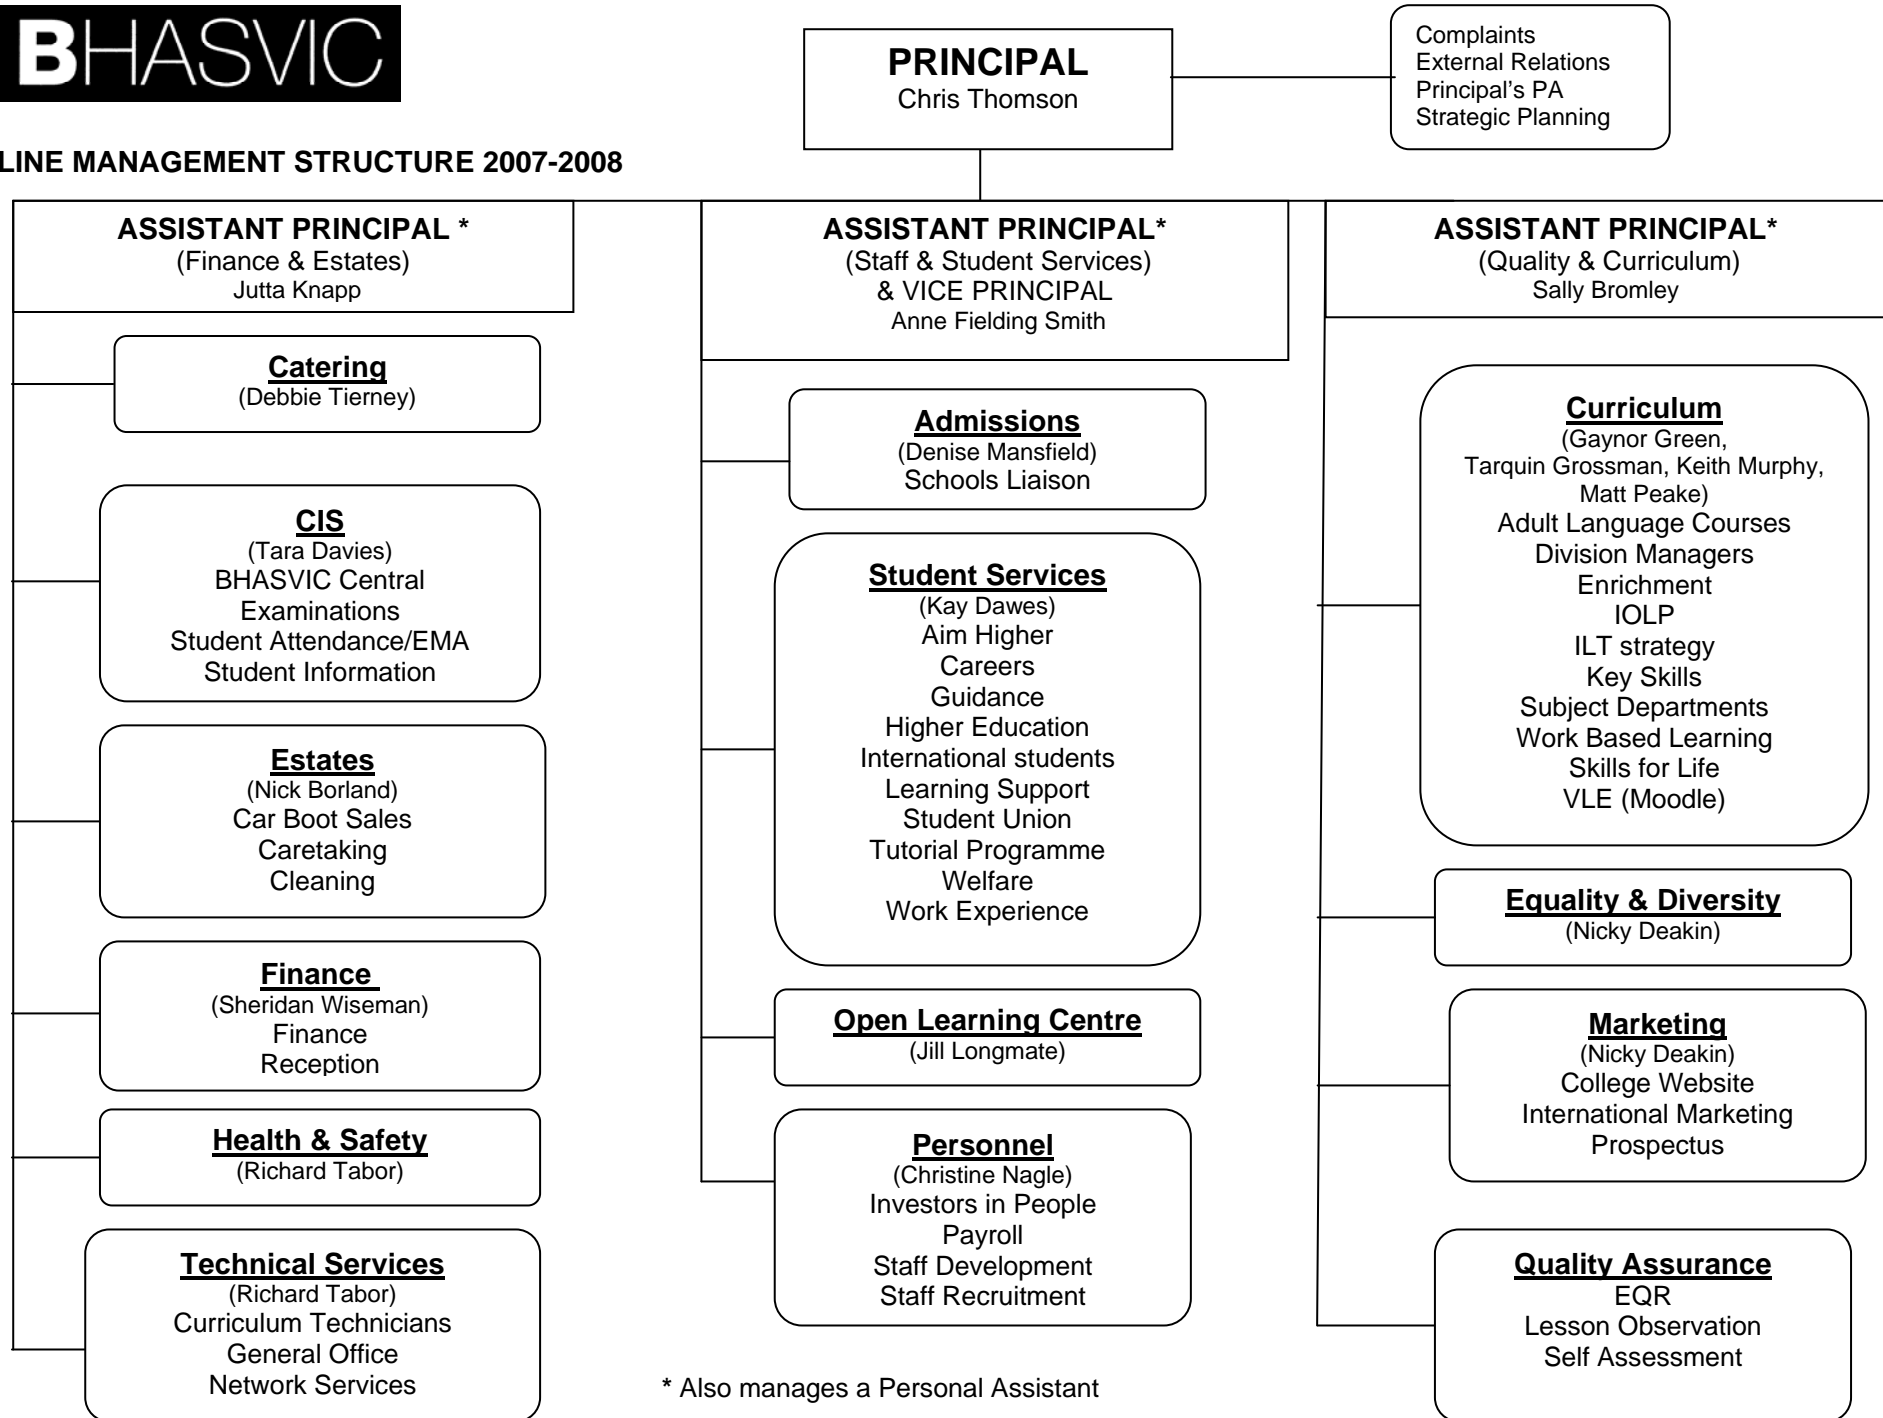 BHASVIC
PRINCIPAL
Chris Thomson
Complaints
External Relations
Principal's PA
Strategic Planning
LINE MANAGEMENT STRUCTURE 2007-2008
ASSISTANT PRINCIPAL *
(Finance & Estates)
Jutta Knapp
Catering
(Debbie Tierney)
CIS
(Tara Davies)
BHASVIC Central
Examinations
Student Attendance/EMA
Student Information
Estates
(Nick Borland)
Car Boot Sales
Caretaking
Cleaning
Finance
(Sheridan Wiseman)
Finance
Reception
Health & Safety
(Richard Tabor)
Technical Services
(Richard Tabor)
Curriculum Technicians
General Office
Network Services
ASSISTANT PRINCIPAL*
(Staff & Student Services)
& VICE PRINCIPAL
Anne Fielding Smith
Admissions
(Denise Mansfield)
Schools Liaison
Student Services
(Kay Dawes)
Aim Higher
Careers
Guidance
Higher Education
International students
Learning Support
Student Union
Tutorial Programme
Welfare
Work Experience
Open Learning Centre
(Jill Longmate)
Personnel
(Christine Nagle)
Investors in People
Payroll
Staff Development
Staff Recruitment
* Also manages a Personal Assistant
ASSISTANT PRINCIPAL*
(Quality & Curriculum)
Sally Bromley
Curriculum
(Gaynor Green,
Tarquin Grossman, Keith Murphy,
Matt Peake)
Adult Language Courses
Division Managers
Enrichment
IOLP
ILT strategy
Key Skills
Subject Departments
Work Based Learning
Skills for Life
VLE (Moodle)
Equality & Diversity
(Nicky Deakin)
Marketing
(Nicky Deakin)
College Website
International Marketing
Prospectus
Quality Assurance
EQR
Lesson Observation
Self Assessment